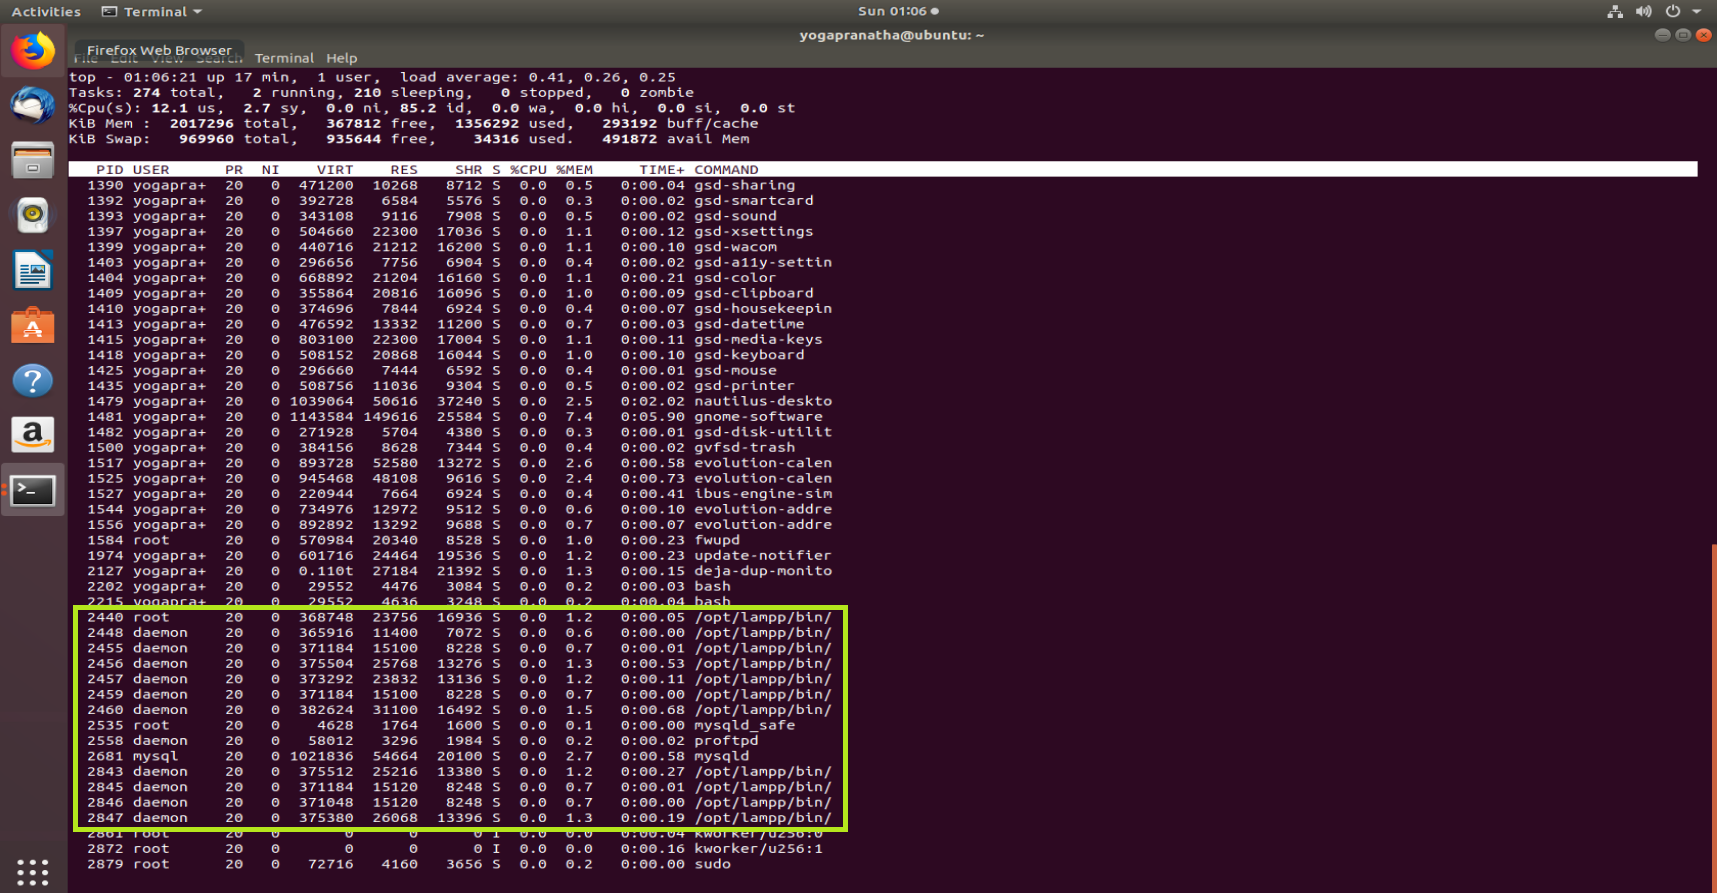 Activities Terminal Sun 01:06
yogapranatha@ubuntu: ~
Firefox Web Browser
File Edit View Search Terminal Help
top - 01:06:21 up 17 min,  1 user,  load average: 0.41, 0.26, 0.25
Tasks: 274 total,   2 running, 210 sleeping,   0 stopped,   0 zombie
%Cpu(s): 12.1 us,  2.7 sy,  0.0 ni, 85.2 id,  0.0 wa,  0.0 hi,  0.0 si,  0.0 st
KiB Mem :  2017296 total,   367812 free,  1356292 used,   293192 buff/cache
KiB Swap:   969960 total,   935644 free,    34316 used.   491872 avail Mem
PID USER PR NI VIRT RES SHR S %CPU %MEM TIME+ COMMAND
1390 yogapra+ 20 0 471200 10268 8712 S 0.0 0.5 0:00.04 gsd-sharing
1392 yogapra+ 20 0 392728 6584 5576 S 0.0 0.3 0:00.02 gsd-smartcard
1393 yogapra+ 20 0 343108 9116 7908 S 0.0 0.5 0:00.02 gsd-sound
1397 yogapra+ 20 0 504660 22300 17036 S 0.0 1.1 0:00.12 gsd-xsettings
1399 yogapra+ 20 0 440716 21212 16200 S 0.0 1.1 0:00.10 gsd-wacom
1403 yogapra+ 20 0 296656 7756 6904 S 0.0 0.4 0:00.02 gsd-a11y-settin
1404 yogapra+ 20 0 668892 21204 16160 S 0.0 1.1 0:00.21 gsd-color
1409 yogapra+ 20 0 355864 20816 16096 S 0.0 1.0 0:00.09 gsd-clipboard
1410 yogapra+ 20 0 374696 7844 6924 S 0.0 0.4 0:00.07 gsd-housekeepin
1413 yogapra+ 20 0 476592 13332 11200 S 0.0 0.7 0:00.03 gsd-datetime
1415 yogapra+ 20 0 803100 22300 17004 S 0.0 1.1 0:00.11 gsd-media-keys
1418 yogapra+ 20 0 508152 20868 16044 S 0.0 1.0 0:00.10 gsd-keyboard
1425 yogapra+ 20 0 296660 7444 6592 S 0.0 0.4 0:00.01 gsd-mouse
1435 yogapra+ 20 0 508756 11036 9304 S 0.0 0.5 0:00.02 gsd-printer
1479 yogapra+ 20 0 1039064 50616 37240 S 0.0 2.5 0:02.02 nautilus-deskto
1481 yogapra+ 20 0 1143584 149616 25584 S 0.0 7.4 0:05.90 gnome-software
1482 yogapra+ 20 0 271928 5704 4380 S 0.0 0.3 0:00.01 gsd-disk-utilit
1500 yogapra+ 20 0 384156 8628 7344 S 0.0 0.4 0:00.02 gvfsd-trash
1517 yogapra+ 20 0 893728 52580 13272 S 0.0 2.6 0:00.58 evolution-calen
1525 yogapra+ 20 0 945468 48108 9616 S 0.0 2.4 0:00.73 evolution-calen
1527 yogapra+ 20 0 220944 7664 6924 S 0.0 0.4 0:00.41 ibus-engine-sim
1544 yogapra+ 20 0 734976 12972 9512 S 0.0 0.6 0:00.10 evolution-addre
1556 yogapra+ 20 0 892892 13292 9688 S 0.0 0.7 0:00.07 evolution-addre
1584 root 20 0 570984 20340 8528 S 0.0 1.0 0:00.23 fwupd
1974 yogapra+ 20 0 601716 24464 19536 S 0.0 1.2 0:00.23 update-notifier
2127 yogapra+ 20 0 0.110t 27184 21392 S 0.0 1.3 0:00.15 deja-dup-monito
2202 yogapra+ 20 0 29552 4476 3084 S 0.0 0.2 0:00.03 bash
2215 yogapra+ 20 0 29552 4636 3248 S 0.0 0.2 0:00.04 bash
2440 root 20 0 368748 23756 16936 S 0.0 1.2 0:00.05 /opt/lampp/bin/
2448 daemon 20 0 365916 11400 7072 S 0.0 0.6 0:00.00 /opt/lampp/bin/
2455 daemon 20 0 371184 15100 8228 S 0.0 0.7 0:00.01 /opt/lampp/bin/
2456 daemon 20 0 375504 25768 13276 S 0.0 1.3 0:00.53 /opt/lampp/bin/
2457 daemon 20 0 373292 23832 13136 S 0.0 1.2 0:00.11 /opt/lampp/bin/
2459 daemon 20 0 371184 15100 8228 S 0.0 0.7 0:00.00 /opt/lampp/bin/
2460 daemon 20 0 382624 31100 16492 S 0.0 1.5 0:00.68 /opt/lampp/bin/
2535 root 20 0 4628 1764 1600 S 0.0 0.1 0:00.00 mysqld_safe
2558 daemon 20 0 58012 3296 1984 S 0.0 0.2 0:00.02 proftpd
2681 mysql 20 0 1021836 54664 20100 S 0.0 2.7 0:00.58 mysqld
2843 daemon 20 0 375512 25216 13380 S 0.0 1.2 0:00.27 /opt/lampp/bin/
2845 daemon 20 0 371184 15120 8248 S 0.0 0.7 0:00.01 /opt/lampp/bin/
2846 daemon 20 0 371048 15120 8248 S 0.0 0.7 0:00.00 /opt/lampp/bin/
2847 daemon 20 0 375380 26068 13396 S 0.0 1.3 0:00.19 /opt/lampp/bin/
2861 root 20 0 0 0 0 I 0.0 0.0 0:00.04 kworker/u256:0
2872 root 20 0 0 0 0 I 0.0 0.0 0:00.16 kworker/u256:1
2879 root 20 0 72716 4160 3656 S 0.0 0.2 0:00.00 sudo